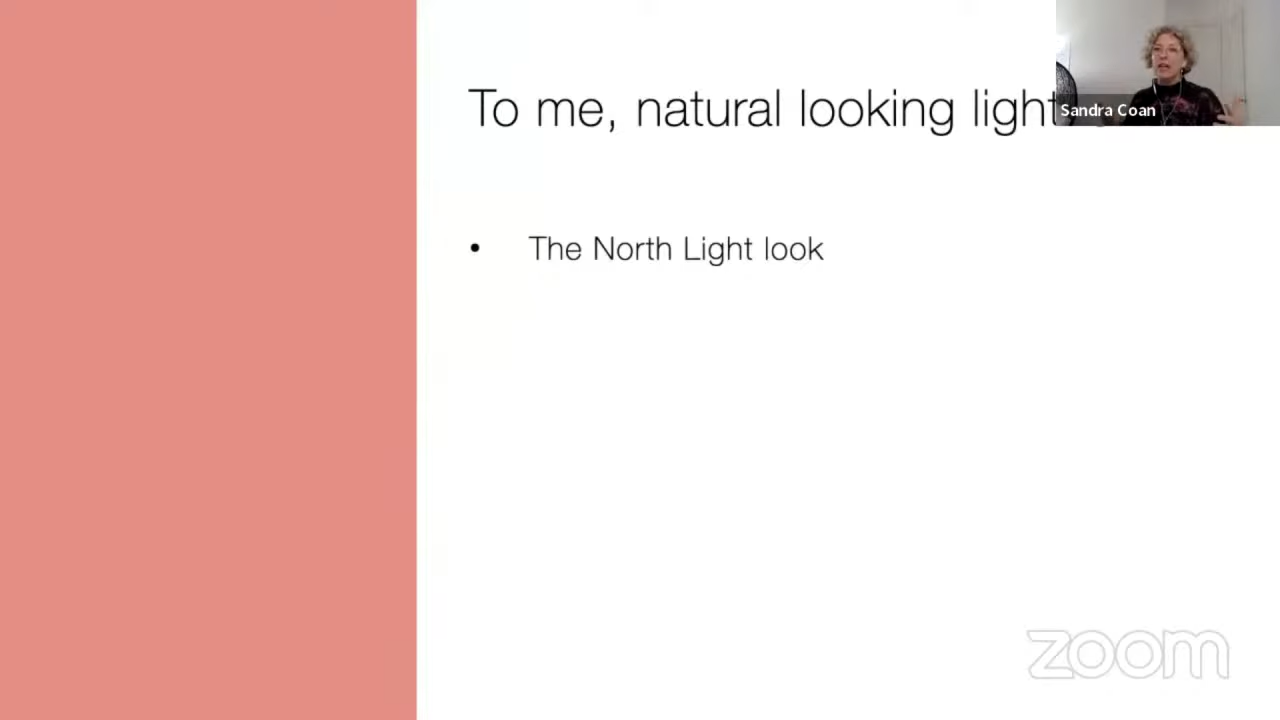 To me, natural looking light
Sandra Coan
• The North Light look
zoom